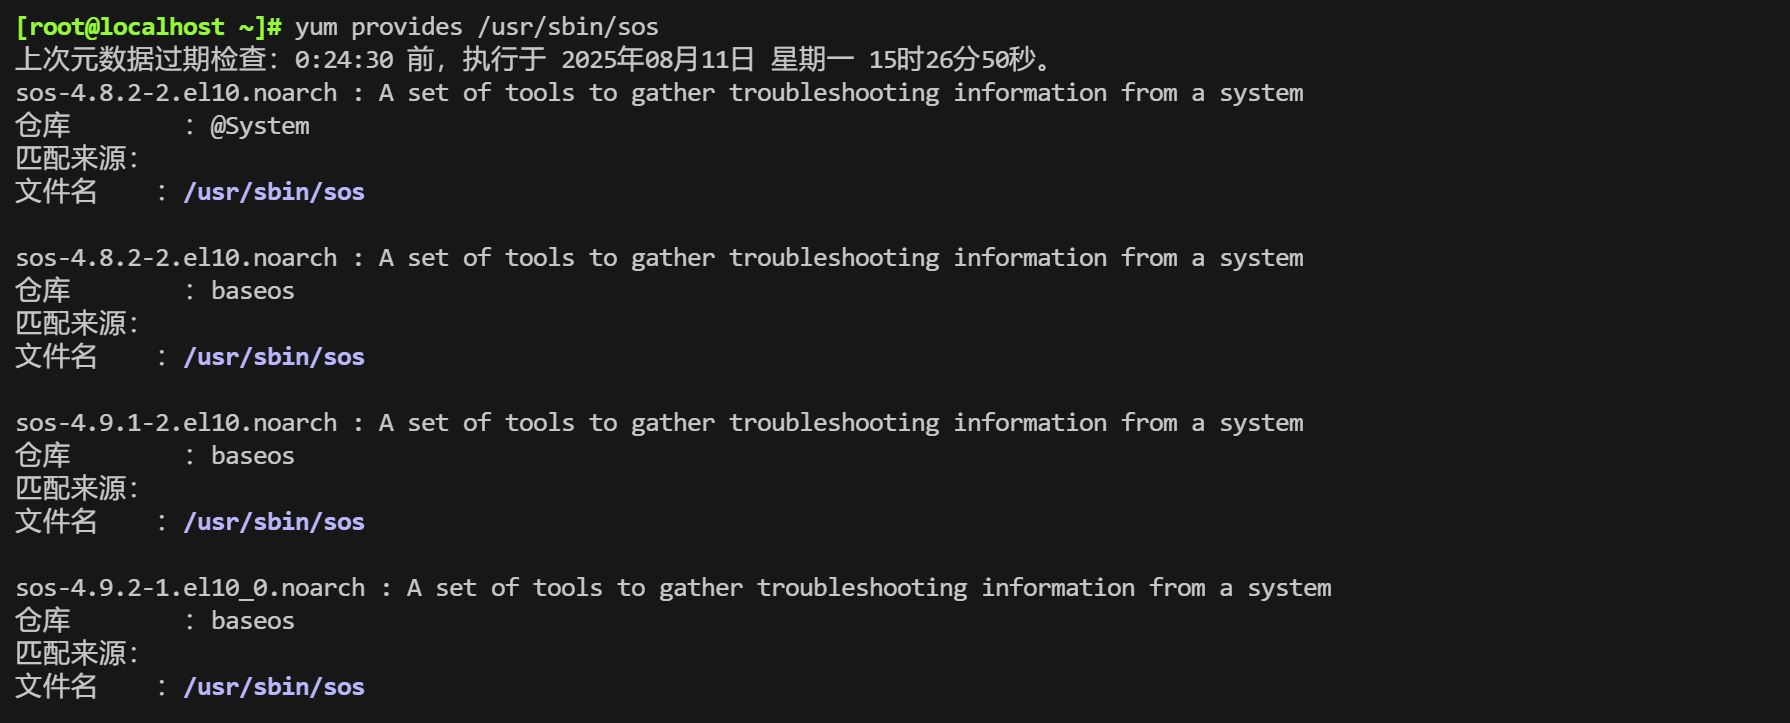 [root@localhost ~]# yum provides /usr/sbin/sos
上次元数据过期检查：0:24:30 前，执行于 2025年08月11日 星期一 15时26分50秒。
sos-4.8.2-2.el10.noarch : A set of tools to gather troubleshooting information from a system
仓库        ：@System
匹配来源：
文件名    ：/usr/sbin/sos

sos-4.8.2-2.el10.noarch : A set of tools to gather troubleshooting information from a system
仓库        ：baseos
匹配来源：
文件名    ：/usr/sbin/sos

sos-4.9.1-2.el10.noarch : A set of tools to gather troubleshooting information from a system
仓库        ：baseos
匹配来源：
文件名    ：/usr/sbin/sos

sos-4.9.2-1.el10_0.noarch : A set of tools to gather troubleshooting information from a system
仓库        ：baseos
匹配来源：
文件名    ：/usr/sbin/sos